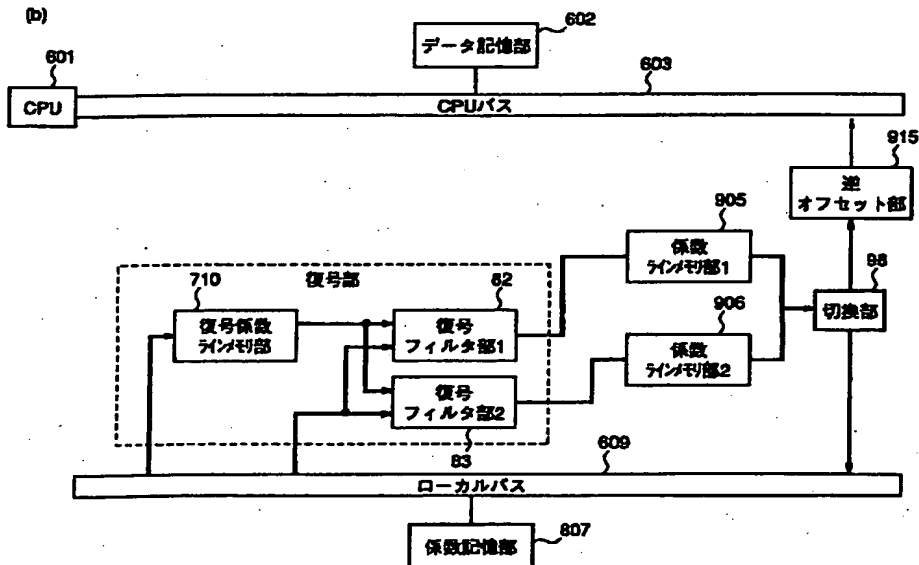 (b)
602
データ記憶部
601
CPU
603
CPUバス
915
逆
オフセット部
905
係数
ラインメモリ部1
復号部
710
復号係数
ラインメモリ部
82
復号
フィルタ部1
906
係数
ラインメモリ部2
98
切換部
復号
フィルタ部2
83
609
ローカルバス
係数記憶部
607